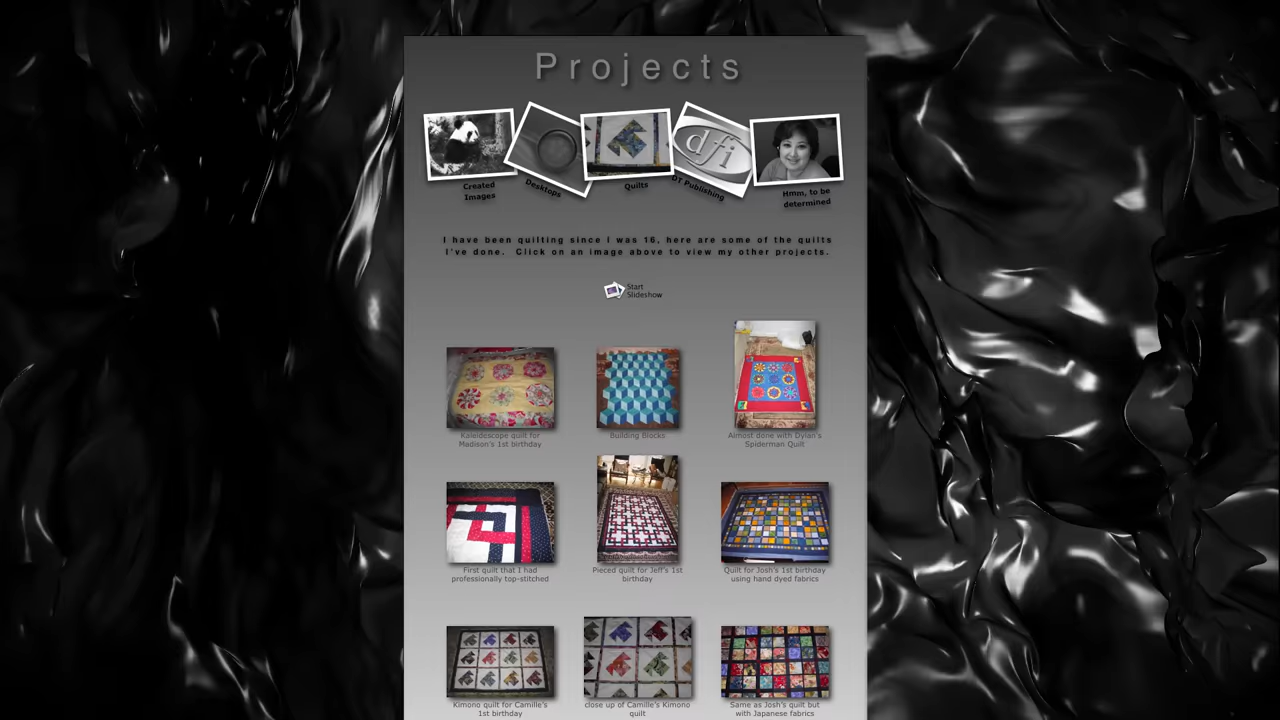 Projects
dfi
Created
Images
Desktops
Quilts
DT Publishing
Hmm, to be
determined
I have been quilting since I was 16, here are some of the quilts
I've done.  Click on an image above to view my other projects.
Start
Slideshow
Kaleidescope quilt for
Madison's 1st birthday
Building Blocks
Almost done with Dylan's
Spiderman Quilt
First quilt that I had
professionally top-stitched
Pieced quilt for Jeff's 1st
birthday
Quilt for Josh's 1st birthday
using hand dyed fabrics
Kimono quilt for Camille's
1st birthday
close up of Camille's Kimono
quilt
Same as Josh's quilt but
with Japanese fabrics